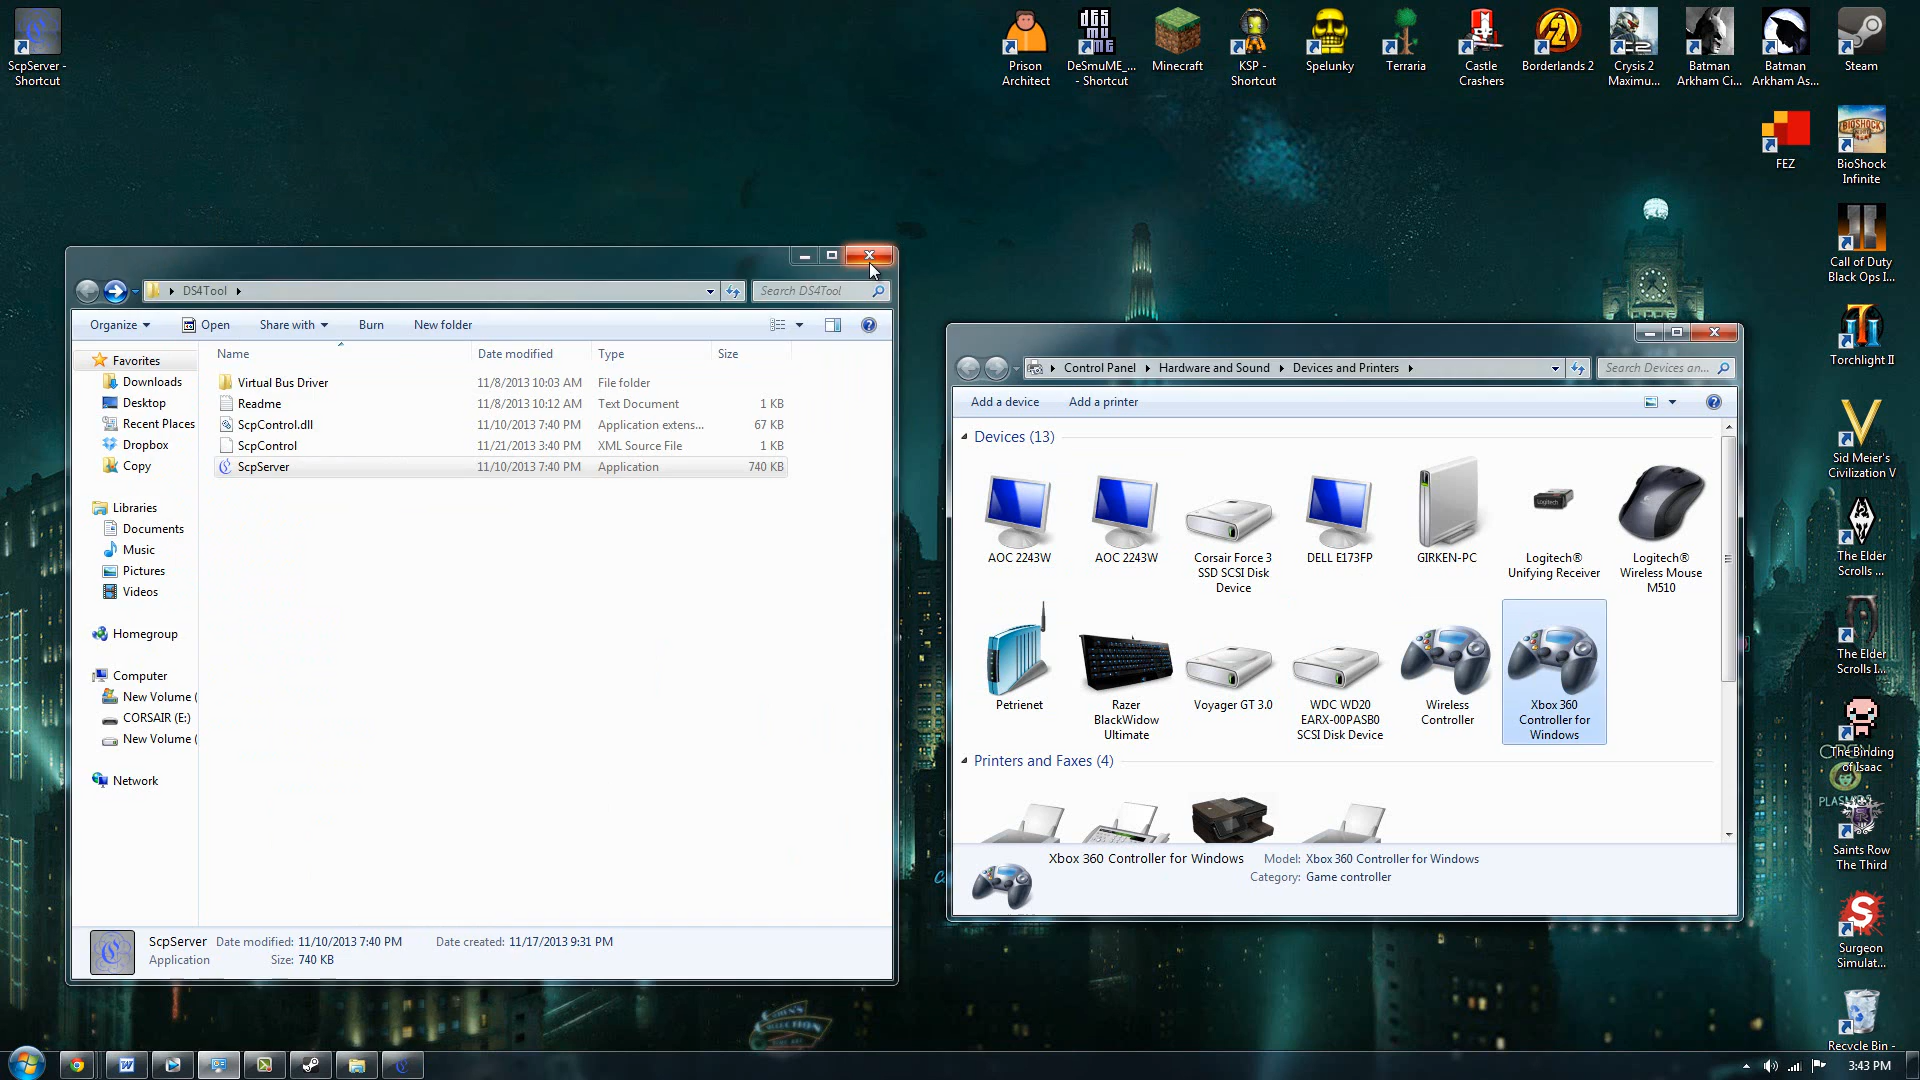 ScpServer -
Shortcut
Prison
Architect
DeSmuME_...
- Shortcut
Minecraft
KSP -
Shortcut
Spelunky
Terraria
Castle
Crashers
Borderlands 2
Crysis 2
Maximu...
Batman
Arkham Ci...
Batman
Arkham As...
Steam
FEZ
BioShock
Infinite
Call of Duty
Black Ops I...
Torchlight II
Sid Meier's
Civilization V
The Elder
Scrolls ...
The Elder
Scrolls I...
The Binding
of Isaac
Saints Row
The Third
Surgeon
Simulat...
Recycle Bin -
DS4Tool
Search DS4Tool
Organize
Open
Share with
Burn
New folder
Favorites
Downloads
Desktop
Recent Places
Dropbox
Copy
Libraries
Documents
Music
Pictures
Videos
Homegroup
Computer
New Volume (
CORSAIR (E:)
New Volume (
Network
Name Date modified Type Size
Virtual Bus Driver 11/8/2013 10:03 AM File folder
Readme 11/8/2013 10:12 AM Text Document 1 KB
ScpControl.dll 11/10/2013 7:40 PM Application extens... 67 KB
ScpControl 11/21/2013 3:40 PM XML Source File 1 KB
ScpServer 11/10/2013 7:40 PM Application 740 KB
ScpServer Date modified: 11/10/2013 7:40 PM Date created: 11/17/2013 9:31 PM
Application Size: 740 KB
Control Panel Hardware and Sound Devices and Printers
Search Devices an...
Add a device
Add a printer
Devices (13)
AOC 2243W
AOC 2243W
Corsair Force 3
SSD SCSI Disk
Device
DELL E173FP
GIRKEN-PC
Logitech®
Unifying Receiver
Logitech®
Wireless Mouse
M510
Petrienet
Razer
BlackWidow
Ultimate
Voyager GT 3.0
WDC WD20
EARX-00PASB0
SCSI Disk Device
Wireless
Controller
Xbox 360
Controller for
Windows
Printers and Faxes (4)
Xbox 360 Controller for Windows Model: Xbox 360 Controller for Windows
Category: Game controller
3:43 PM